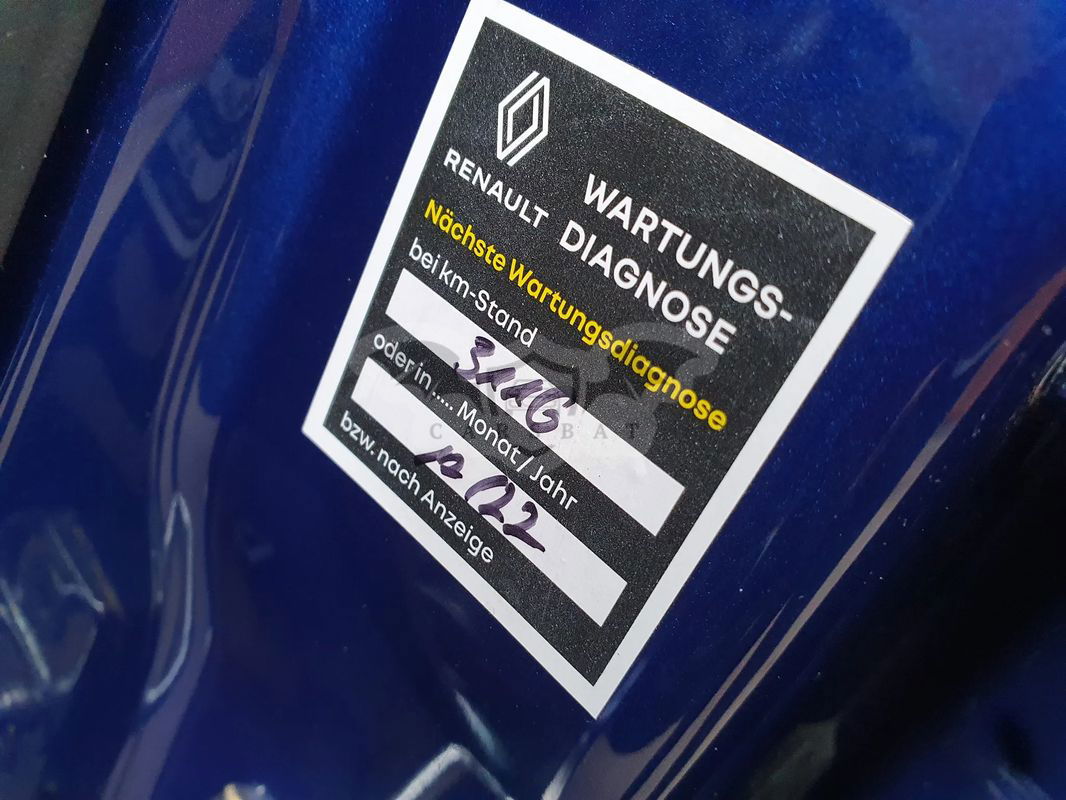 RENAULT
WARTUNGS-
DIAGNOSE
Nächste Wartungsdiagnose
bei km-Stand
oder in ..... Monat / Jahr
bzw. nach Anzeige